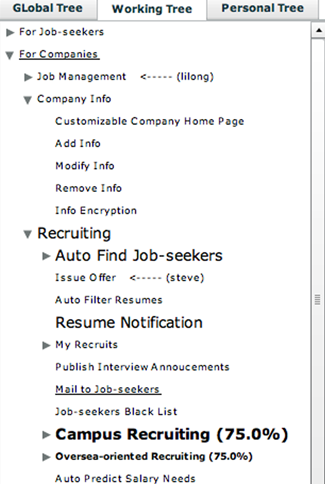 GLobal Tree Working Tree Personal Tree
For Job-seekers
For Companies
Job Management <----- (lilong)
Company Info
Customizable Company Home Page
Add Info
Modify Info
Remove Info
Info Encryption
Recruiting
Auto Find Job-seekers
Issue Offer <----- (steve)
Auto Filter Resumes
Resume Notification
My Recruits
Publish Interview Annoucements
Mail to Job-seekers
Job-seekers Black List
Campus Recruiting (75.0%)
Oversea-oriented Recruiting (75.0%)
Auto Predict Salary Needs